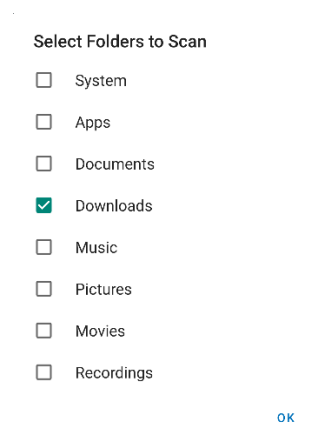 Select Folders to Scan
System
Apps
Documents
Downloads
Music
Pictures
Movies
Recordings
OK